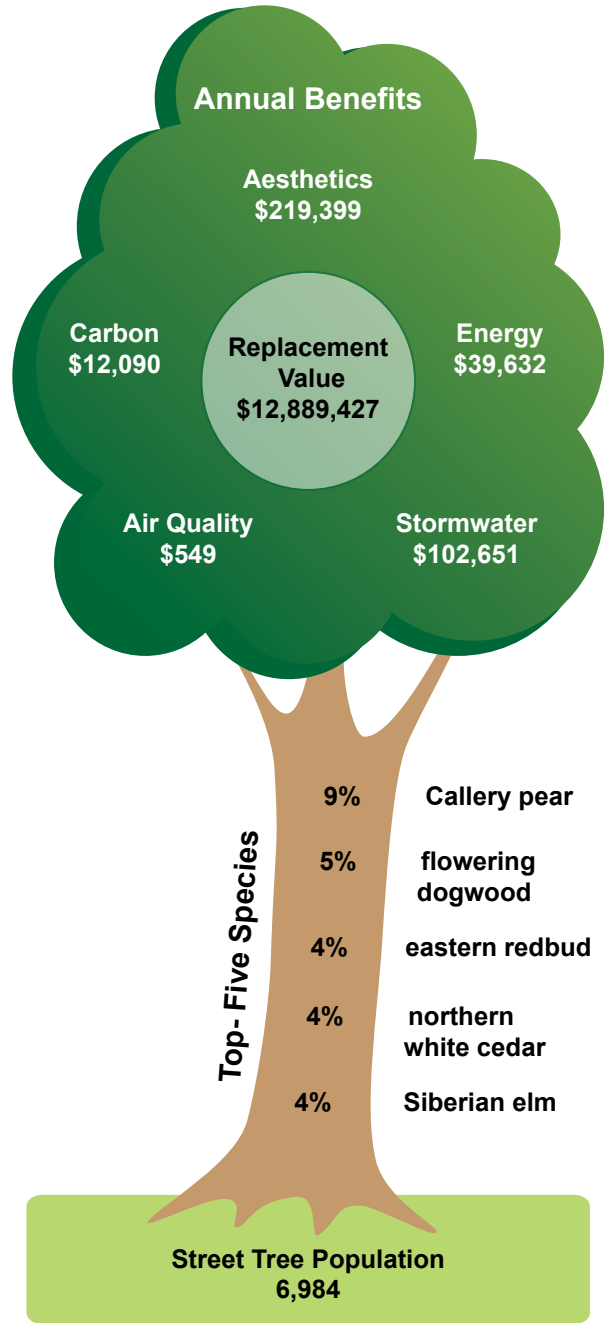 Annual Benefits
Aesthetics
$219,399
Carbon
$12,090
Replacement
Value
$12,889,427
Energy
$39,632
Air Quality
$549
Stormwater
$102,651
Top- Five Species
9% Callery pear
5% flowering
dogwood
4% eastern redbud
4% northern
white cedar
4% Siberian elm
Street Tree Population
6,984